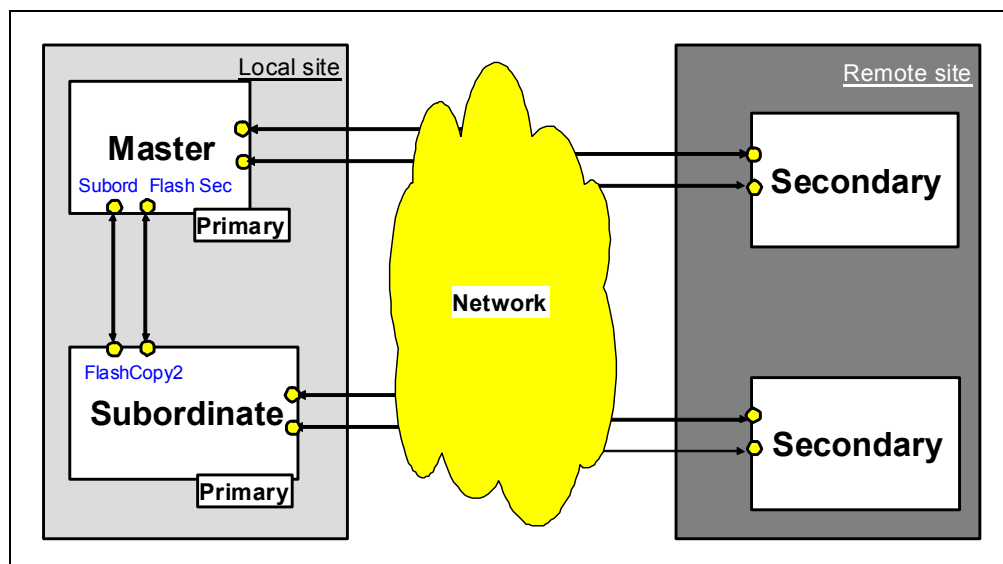 Local site
Master
Subord Flash Sec
Primary
FlashCopy2
Subordinate
Primary
Network
Remote site
Secondary
Secondary